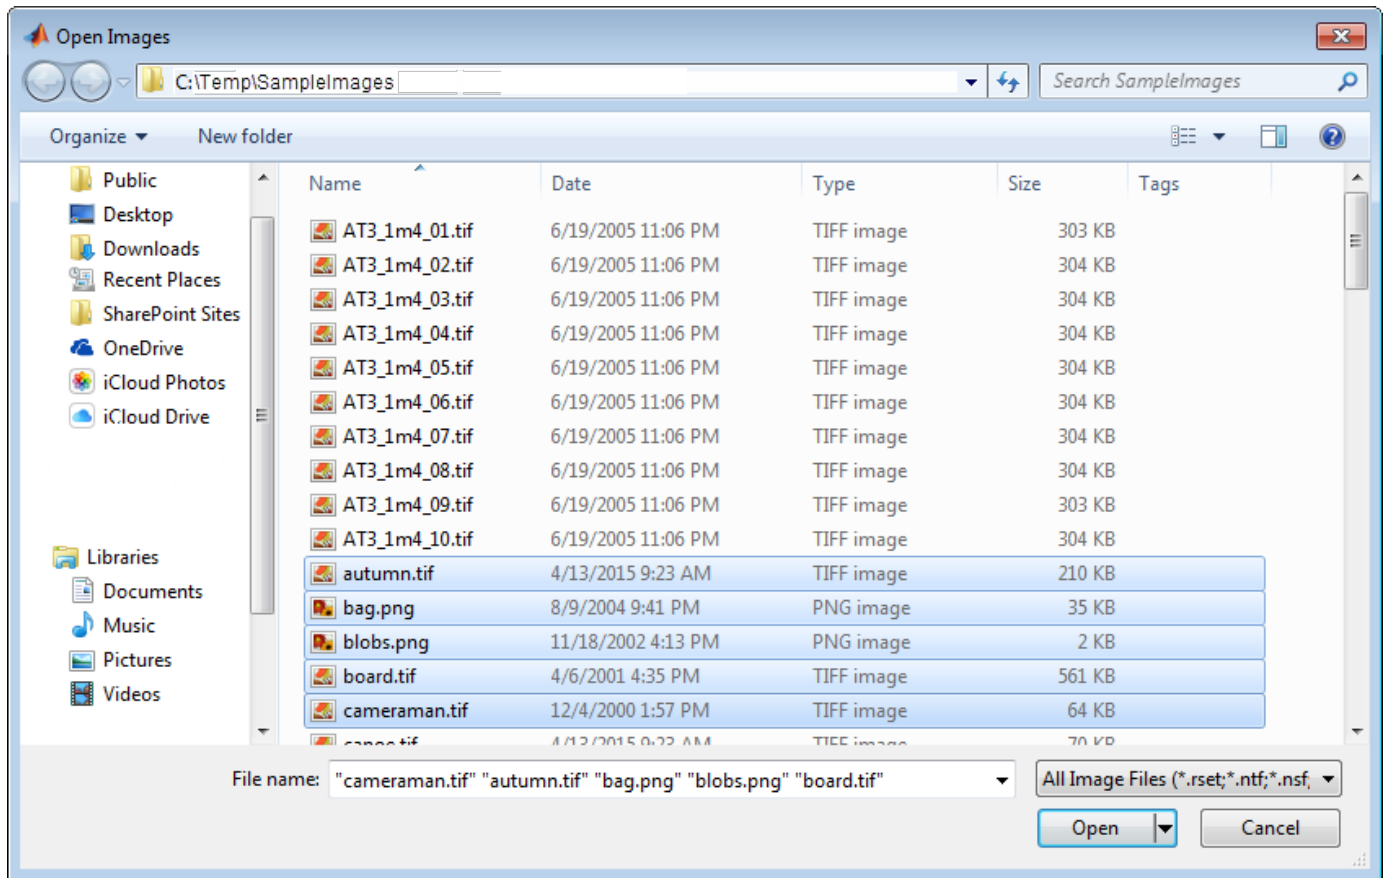 Open Images
C:\Temp\SampleImages
Search SampleImages
Organize
New folder
Public
Desktop
Downloads
Recent Places
SharePoint Sites
OneDrive
iCloud Photos
iCloud Drive
Libraries
Documents
Music
Pictures
Videos
Name Date Type Size Tags
AT3_1m4_01.tif 6/19/2005 11:06 PM TIFF image 303 KB
AT3_1m4_02.tif 6/19/2005 11:06 PM TIFF image 304 KB
AT3_1m4_03.tif 6/19/2005 11:06 PM TIFF image 304 KB
AT3_1m4_04.tif 6/19/2005 11:06 PM TIFF image 304 KB
AT3_1m4_05.tif 6/19/2005 11:06 PM TIFF image 304 KB
AT3_1m4_06.tif 6/19/2005 11:06 PM TIFF image 304 KB
AT3_1m4_07.tif 6/19/2005 11:06 PM TIFF image 304 KB
AT3_1m4_08.tif 6/19/2005 11:06 PM TIFF image 304 KB
AT3_1m4_09.tif 6/19/2005 11:06 PM TIFF image 303 KB
AT3_1m4_10.tif 6/19/2005 11:06 PM TIFF image 304 KB
autumn.tif 4/13/2015 9:23 AM TIFF image 210 KB
bag.png 8/9/2004 9:41 PM PNG image 35 KB
blobs.png 11/18/2002 4:13 PM PNG image 2 KB
board.tif 4/6/2001 4:35 PM TIFF image 561 KB
cameraman.tif 12/4/2000 1:57 PM TIFF image 64 KB
canoe.tif 4/13/2015 9:23 AM TIFF image 70 KB
File name: "cameraman.tif" "autumn.tif" "bag.png" "blobs.png" "board.tif"
All Image Files (*.rset;*.ntf;*.nsf;
Open
Cancel